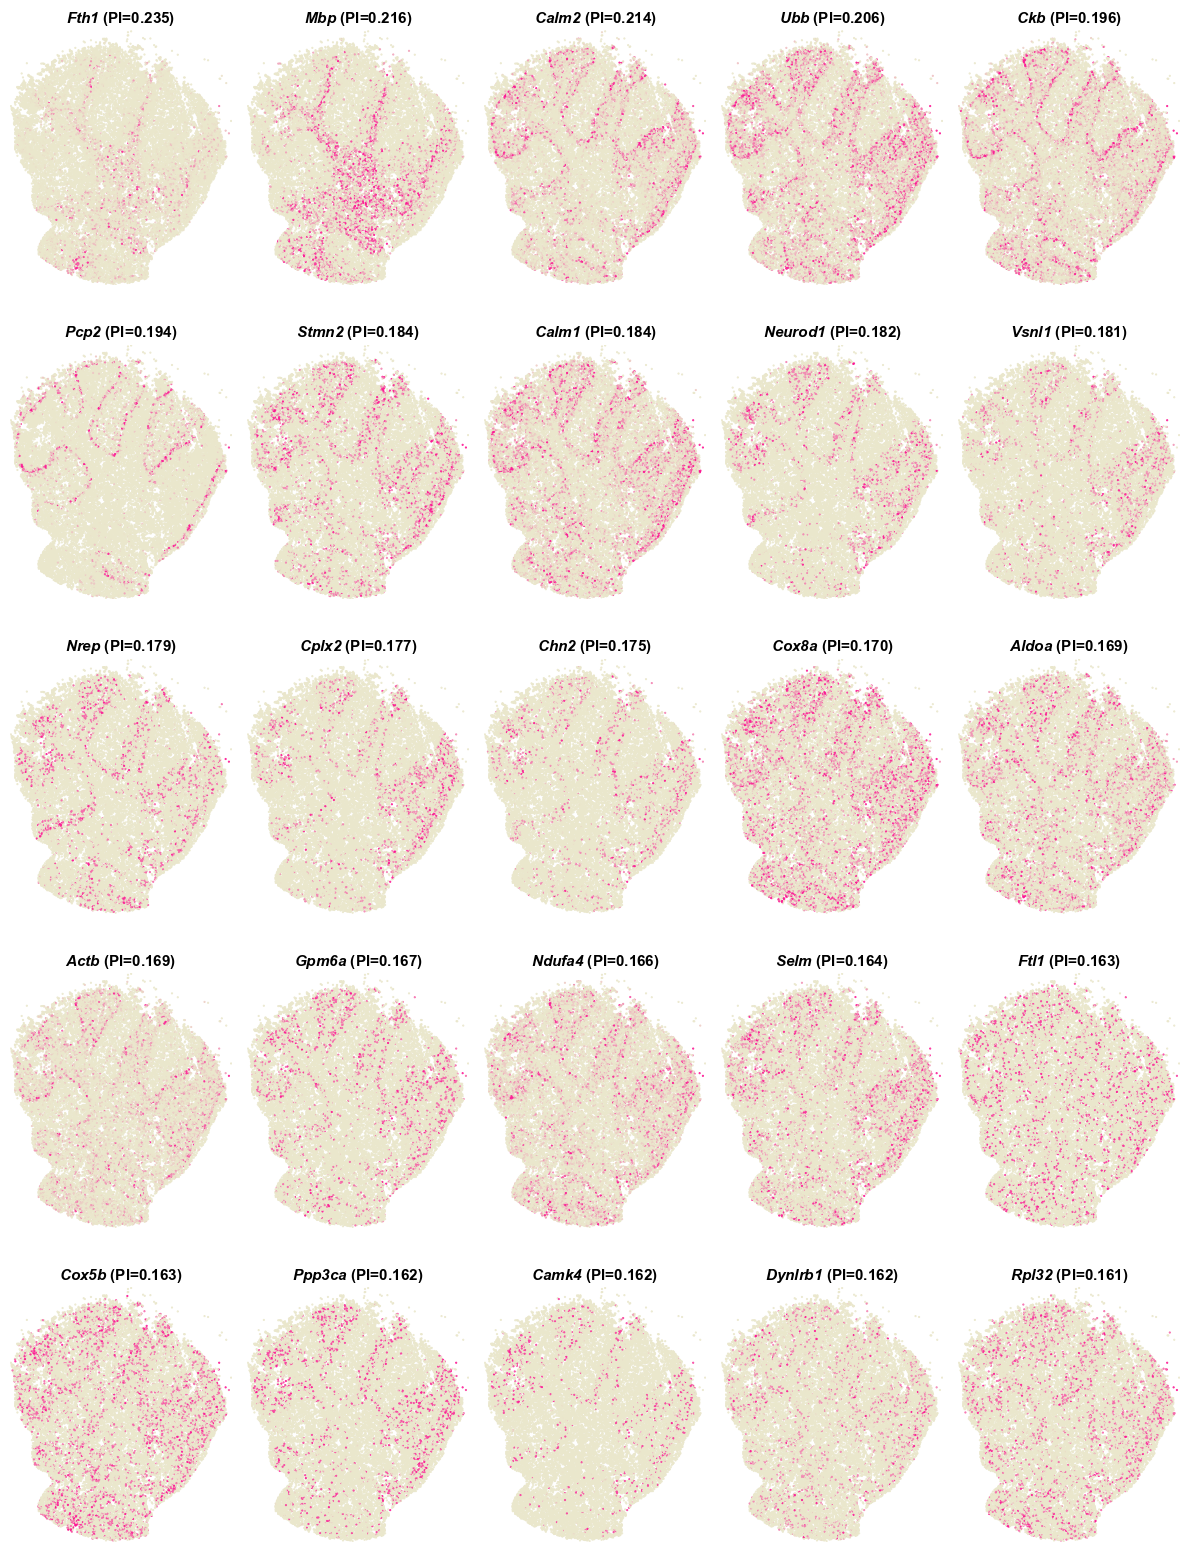 Fth1 (PI=0.235) Mbp (PI=0.216) Calm2 (PI=0.214) Ubb (PI=0.206) Ckb (PI=0.196)
Pcp2 (PI=0.194) Stmn2 (PI=0.184) Calm1 (PI=0.184) Neurod1 (PI=0.182) Vsnl1 (PI=0.181)
Nrep (PI=0.179) Cplx2 (PI=0.177) Chn2 (PI=0.175) Cox8a (PI=0.170) Aldoa (PI=0.169)
Actb (PI=0.169) Gpm6a (PI=0.167) Ndufa4 (PI=0.166) Selm (PI=0.164) Ftl1 (PI=0.163)
Cox5b (PI=0.163) Ppp3ca (PI=0.162) Camk4 (PI=0.162) Dynlrb1 (PI=0.162) Rpl32 (PI=0.161)